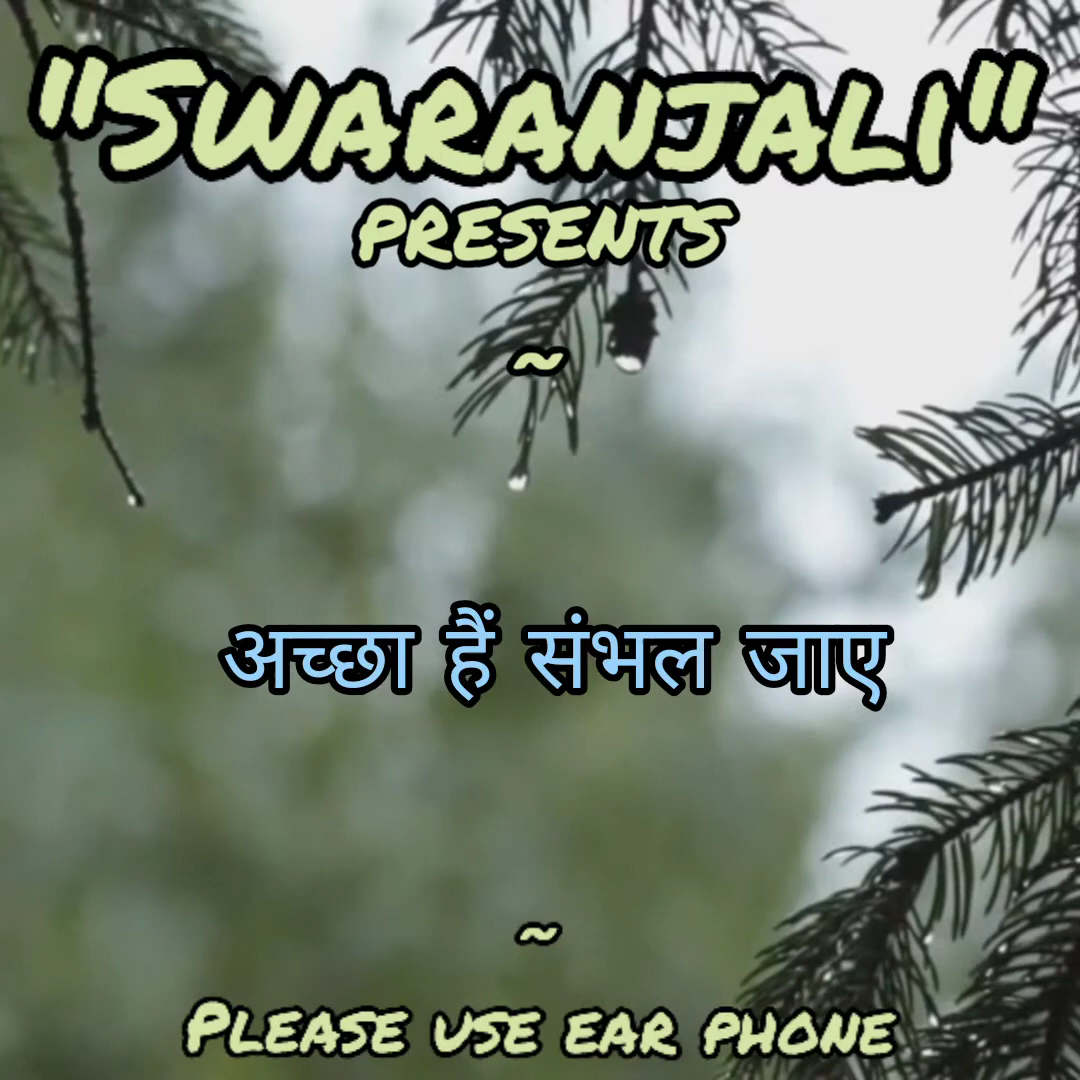 "SWARANJALI"
PRESENTS
~
अच्छा हैं संभल जाए
~
PLEASE USE EAR PHONE